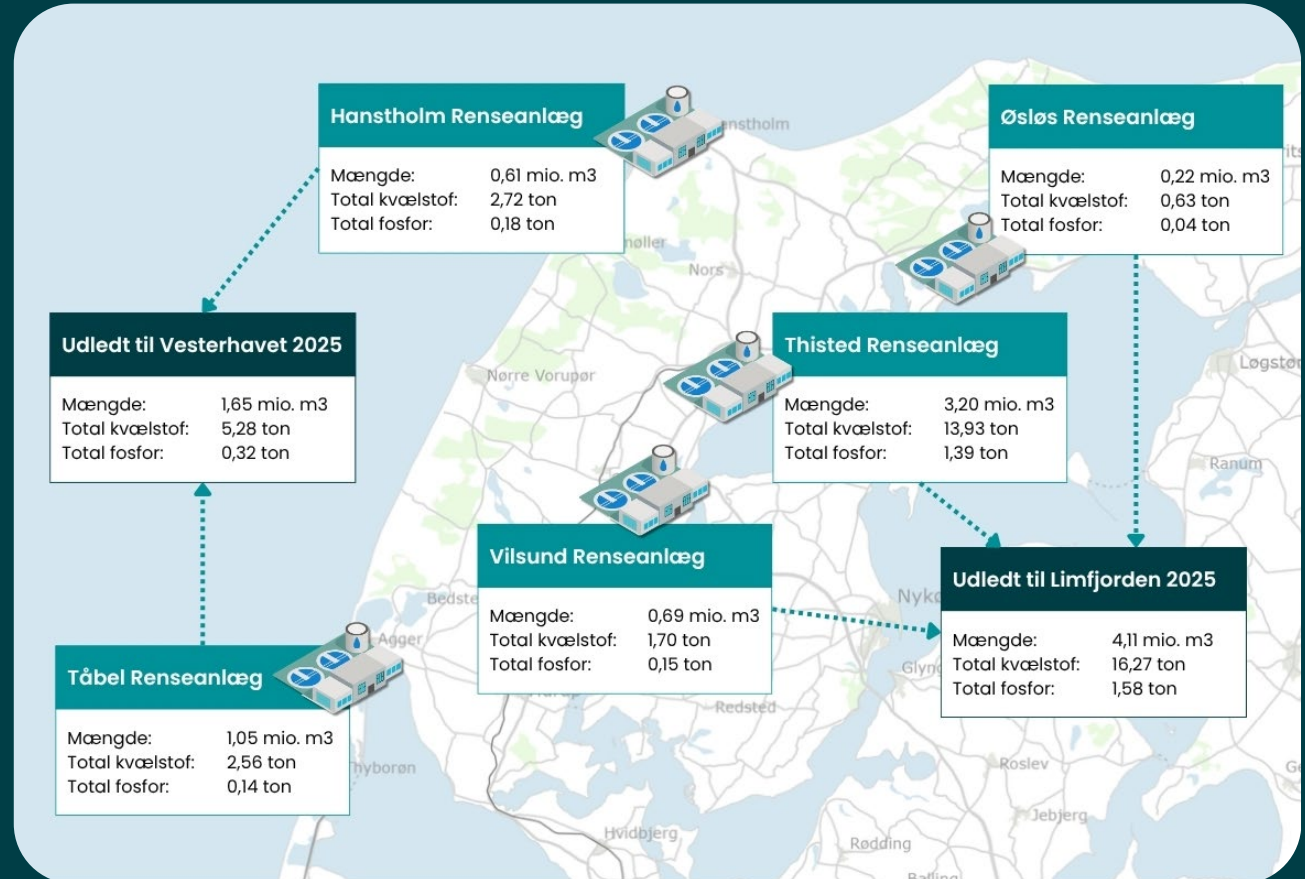 Hanstholm Renseanlæg
Mængde: 0,61 mio. m3
Total kvælstof: 2,72 ton
Total fosfor: 0,18 ton
Øsløs Renseanlæg
Mængde: 0,22 mio. m3
Total kvælstof: 0,63 ton
Total fosfor: 0,04 ton
Nors
Udledt til Vesterhavet 2025
Mængde: 1,65 mio. m3
Total kvælstof: 5,28 ton
Total fosfor: 0,32 ton
Thisted Renseanlæg
Mængde: 3,20 mio. m3
Total kvælstof: 13,93 ton
Total fosfor: 1,39 ton
Nørre Vorupør
Ranum
Vilsund Renseanlæg
Mængde: 0,69 mio. m3
Total kvælstof: 1,70 ton
Total fosfor: 0,15 ton
Udledt til Limfjorden 2025
Mængde: 4,11 mio. m3
Total kvælstof: 16,27 ton
Total fosfor: 1,58 ton
Agger
Tåbel Renseanlæg
Mængde: 1,05 mio. m3
Total kvælstof: 2,56 ton
Total fosfor: 0,14 ton
Redsted
Roslev
Hvidbjerg
Jebjerg
Rødding